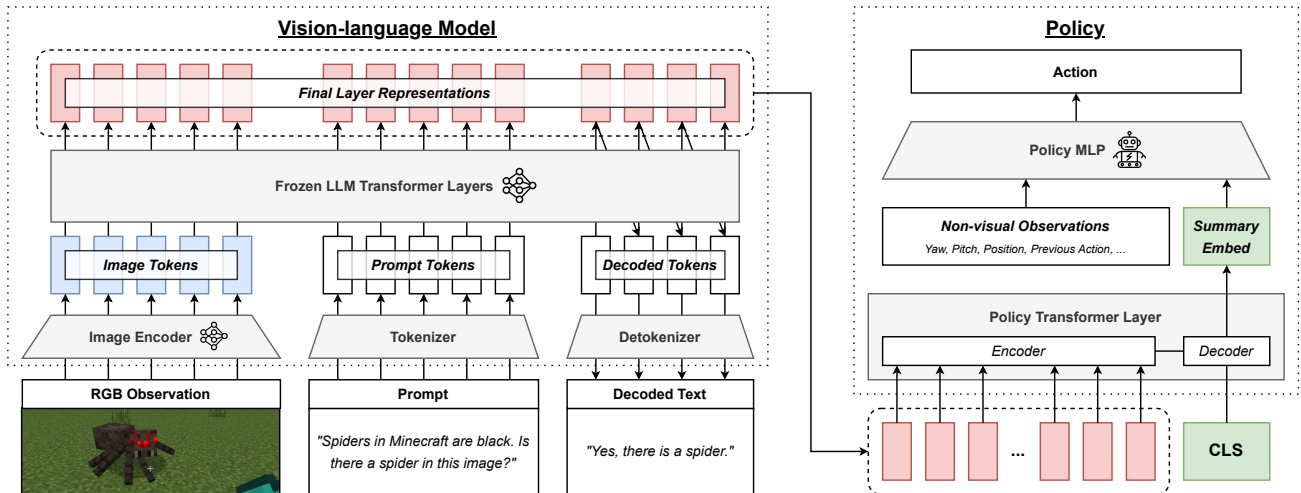 Vision-language Model
Final Layer Representations
Frozen LLM Transformer Layers
Image Tokens
Prompt Tokens
Decoded Tokens
Image Encoder
Tokenizer
Detokenizer
RGB Observation
Prompt
Decoded Text
"Spiders in Minecraft are black. Is
there a spider in this image?"
"Yes, there is a spider."
Policy
Action
Policy MLP
Non-visual Observations
Yaw, Pitch, Position, Previous Action, ...
Summary
Embed
Policy Transformer Layer
Encoder
Decoder
...
CLS